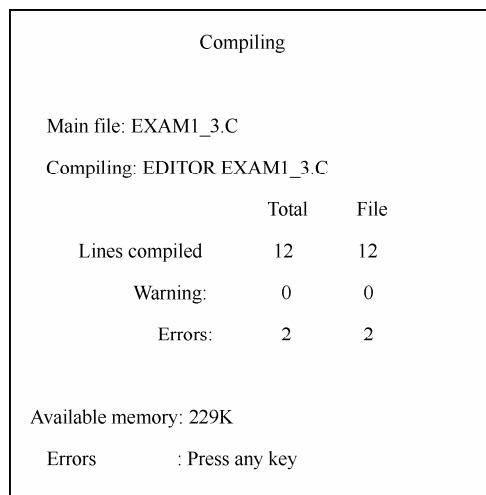 Compiling
Main file: EXAM1_3.C
Compiling: EDITOR EXAM1_3.C
Total File
Lines compiled 12 12
Warning: 0 0
Errors: 2 2
Available memory: 229K
Errors : Press any key